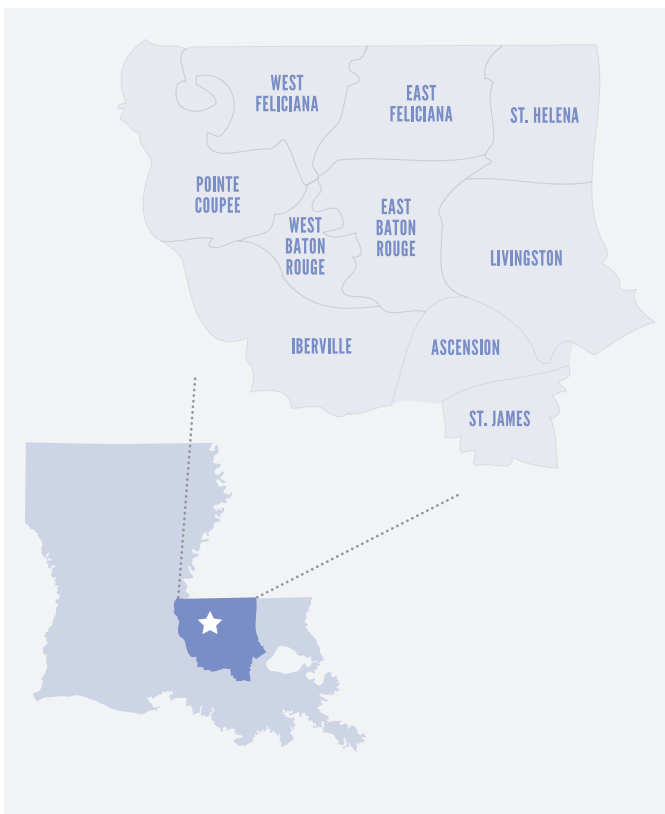 WEST
FELICIANA
EAST
FELICIANA
ST. HELENA
POINTE
COUPEE
WEST
BATON
ROUGE
EAST
BATON
ROUGE
LIVINGSTON
IBERVILLE
ASCENSION
ST. JAMES